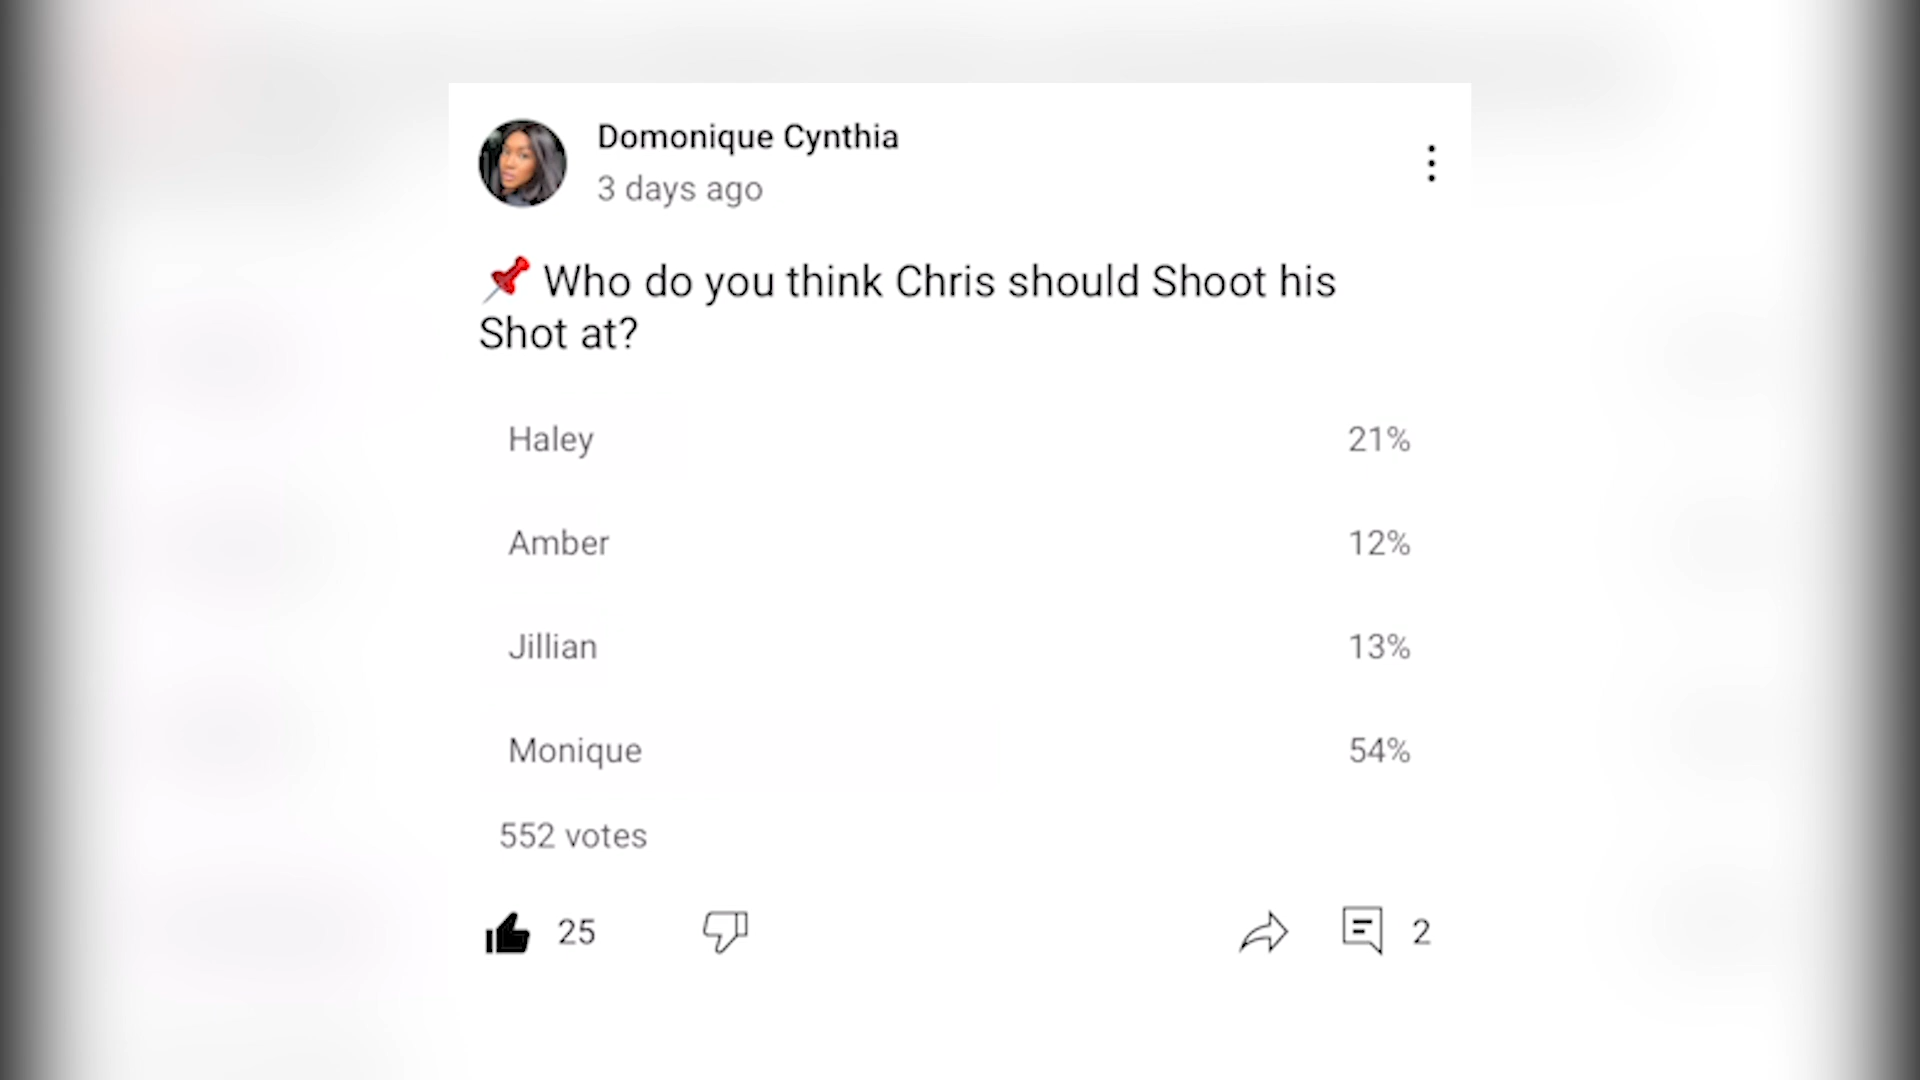 Domonique Cynthia
3 days ago
📌 Who do you think Chris should Shoot his
Shot at?
Haley 21%
Amber 12%
Jillian 13%
Monique 54%
552 votes
25 2